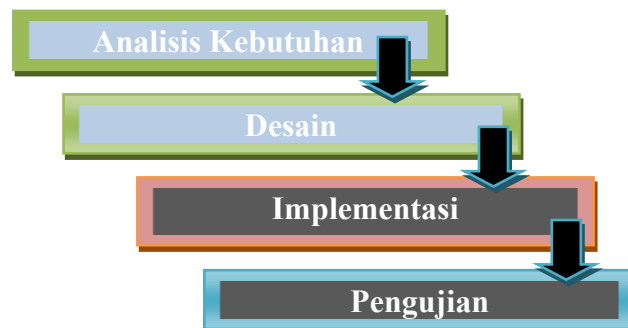 Analisis Kebutuhan
Desain
Implementasi
Pengujian